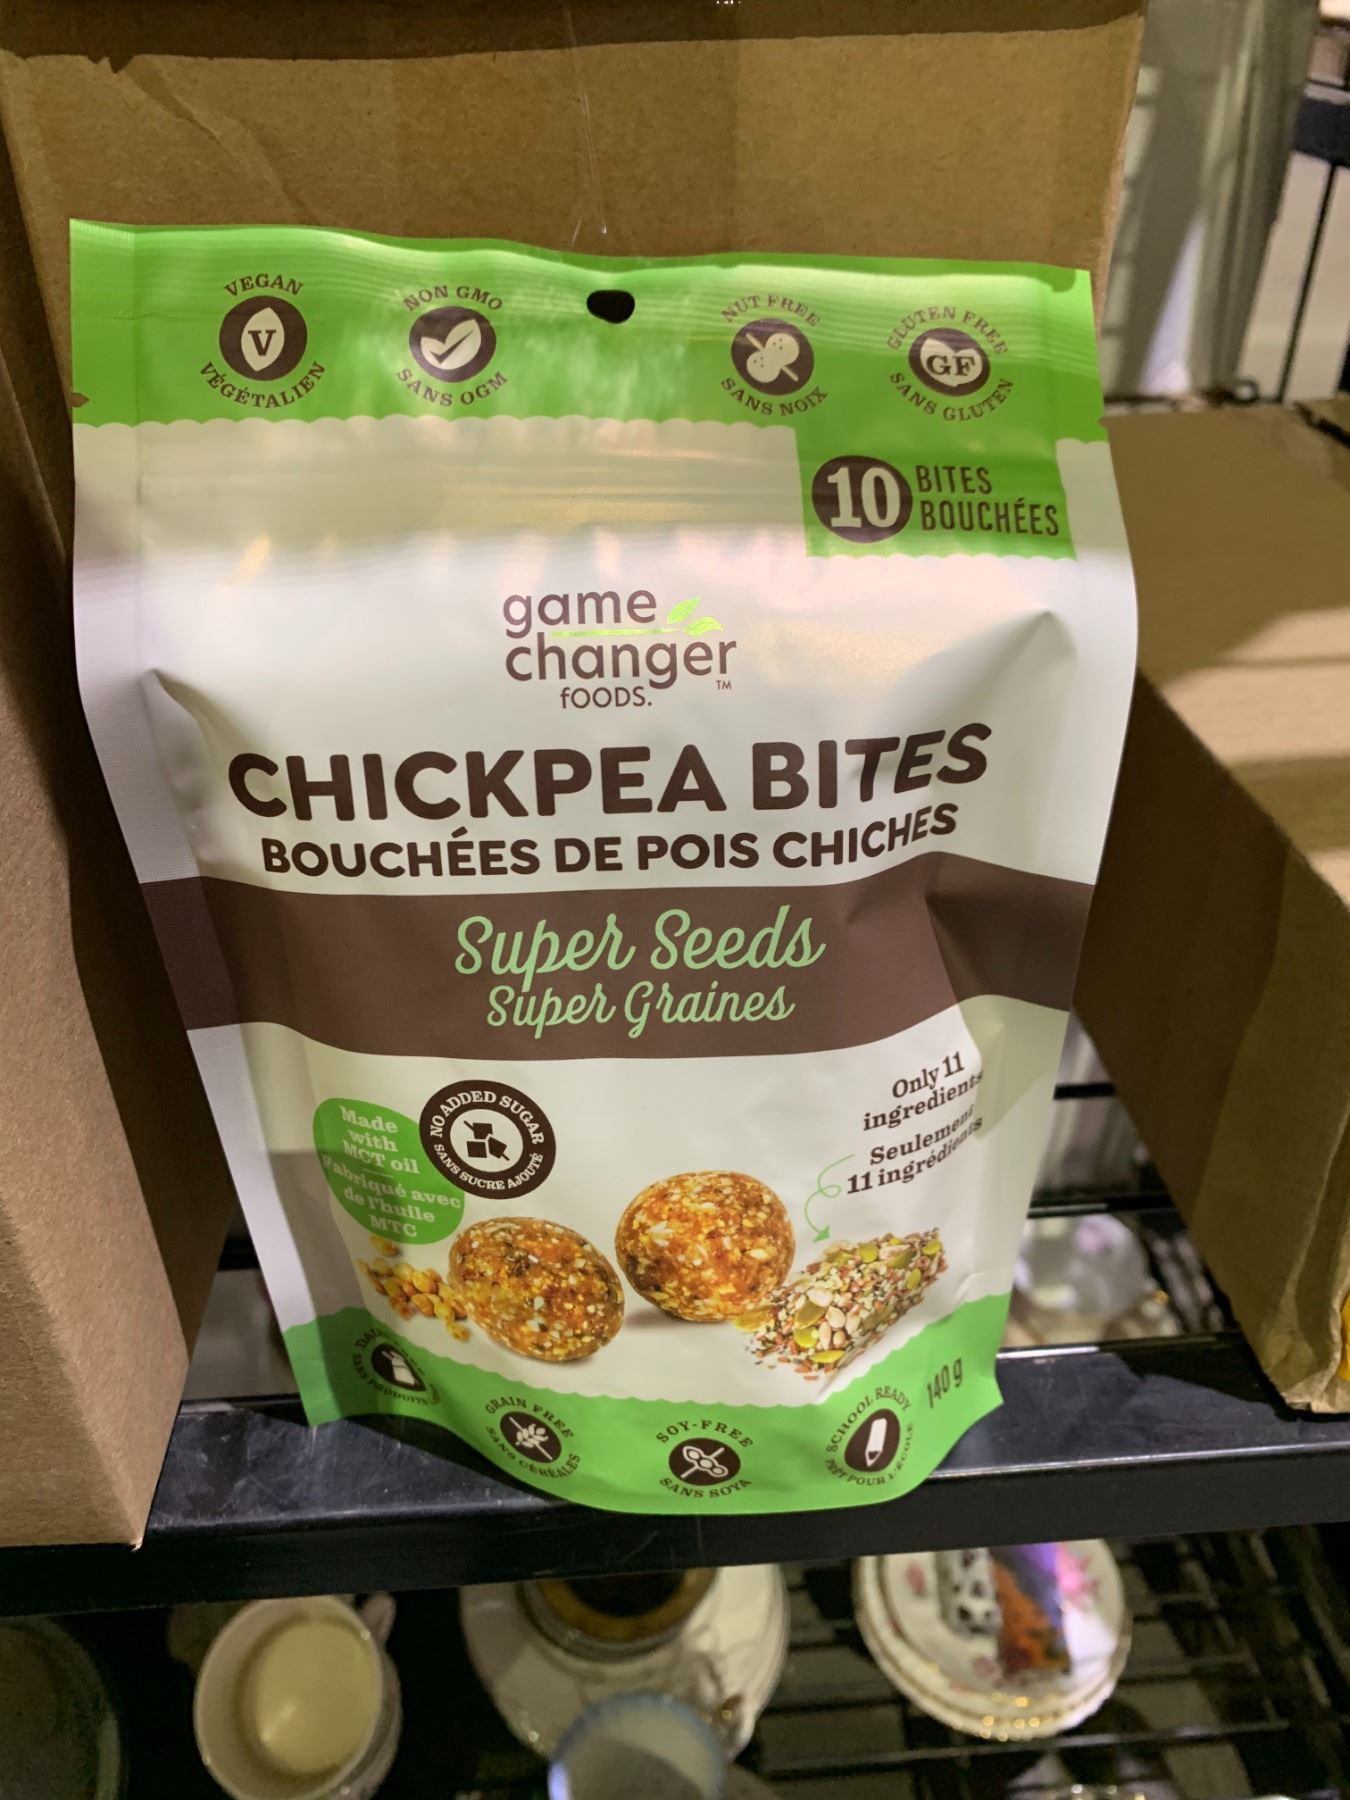 VEGAN
VÉGÉTALIEN
V
NON GMO
SANS OGM
NUT FREE
SANS NOIX
GLUTEN FREE
GF
SANS GLUTEN
10 BITES
BOUCHÉES
game
changer
fOODS.
TM
CHICKPEA BITES
BOUCHÉES DE POIS CHICHES
Super Seeds
Super Graines
Made
with
MCT oil
Fabriqué avec
de l'huile
MTC
NO ADDED SUGAR
SANS SUCRE AJOUTÉ
Only 11
ingredients
Seulement
11 ingrédients
SANS PRODUITS
GRAIN FREE
SANS CÉRÉALES
SOY-FREE
SANS SOYA
SCHOOL READY
PRÊT POUR L'ÉCOLE
140 g